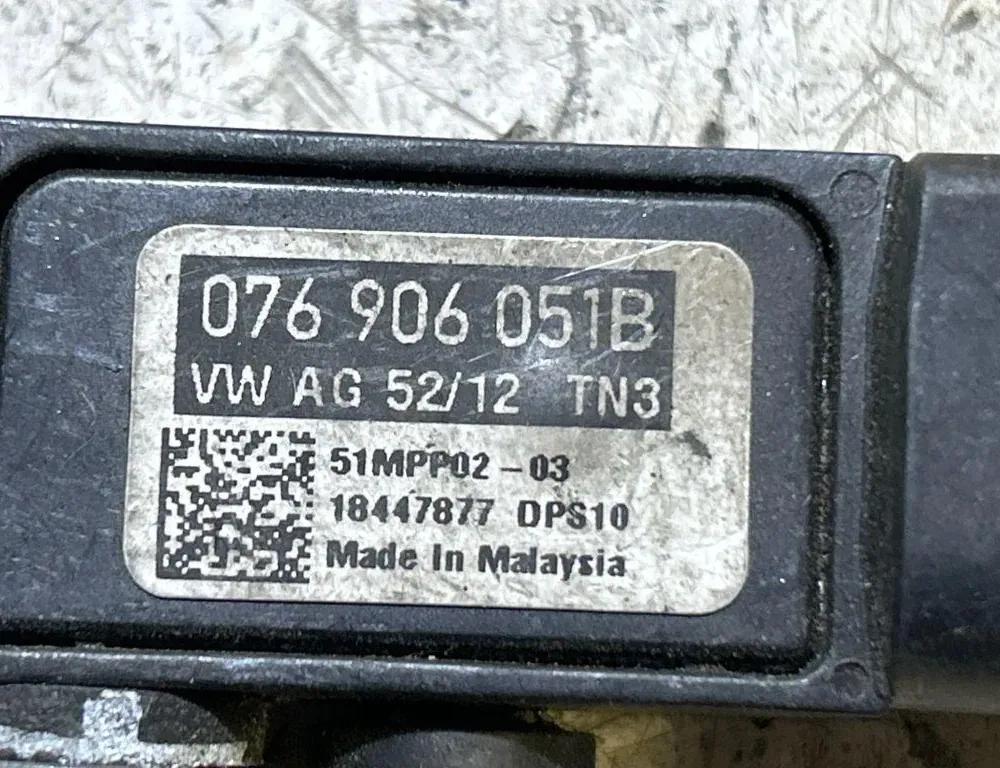 076 906 051B
VW AG 52/12 TN3
51MPP02-03
18447877 DPS10
Made In Malaysia